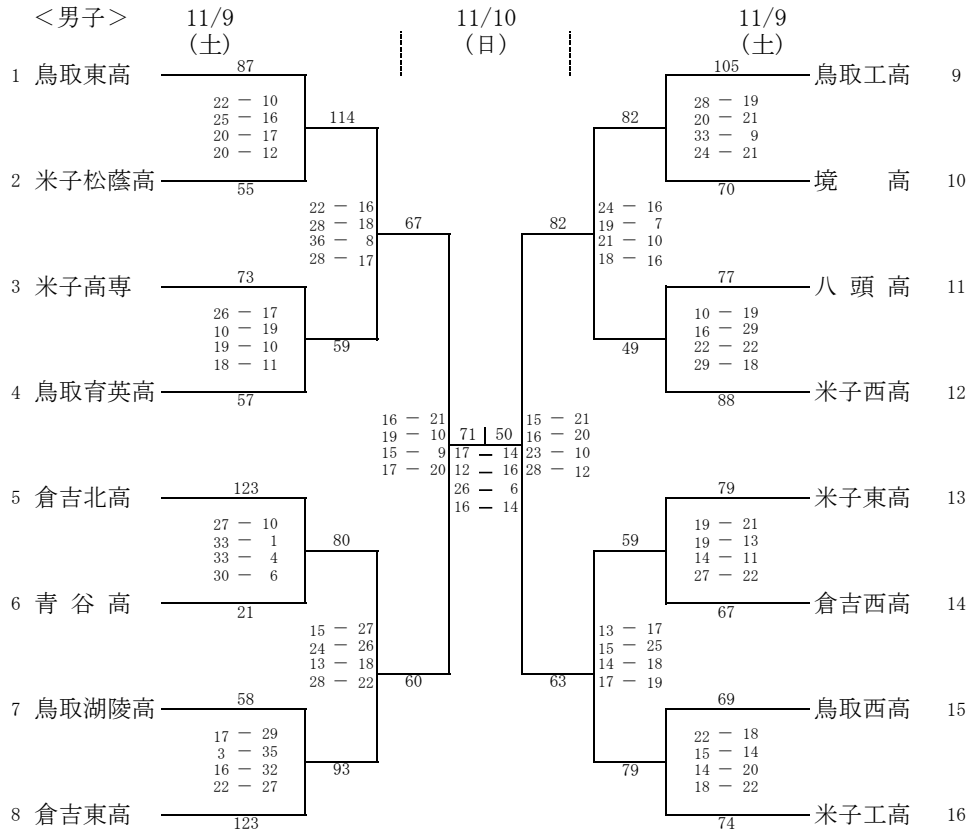 ＜男子＞ 11/9 11/10 11/9
(土) (日) (土)
1 鳥取東高 87 105 鳥取工高 9
22 － 10 28 － 19
25 － 16 114 82 20 － 21
20 － 17 33 － 9
20 － 12 24 － 21
2 米子松蔭高 55 70 境 高 10
22 － 16 67 82 24 － 16
28 － 18 19 － 7
36 － 8 21 － 10
28 － 17 18 － 16
3 米子高専 73 77 八頭高 11
26 － 17 10 － 19
10 － 19 59 49 16 － 29
19 － 10 22 － 22
18 － 11 29 － 18
4 鳥取育英高 57 88 米子西高 12
16 － 21 71 50 15 － 21
19 － 10 16 － 20
15 － 9 17 － 14 23 － 10
17 － 20 12 － 16 28 － 12
26 － 6
16 － 14
5 倉吉北高 123 79 米子東高 13
27 － 10 19 － 21
33 － 1 80 59 19 － 13
33 － 4 14 － 11
30 － 6 27 － 22
6 青谷高 21 67 倉吉西高 14
15 － 27 13 － 17
24 － 26 15 － 25
13 － 18 14 － 18
28 － 22 60 63 17 － 19
7 鳥取湖陵高 58 69 鳥取西高 15
17 － 29 22 － 18
3 － 35 93 79 15 － 14
16 － 32 14 － 20
22 － 27 18 － 22
8 倉吉東高 123 74 米子工高 16